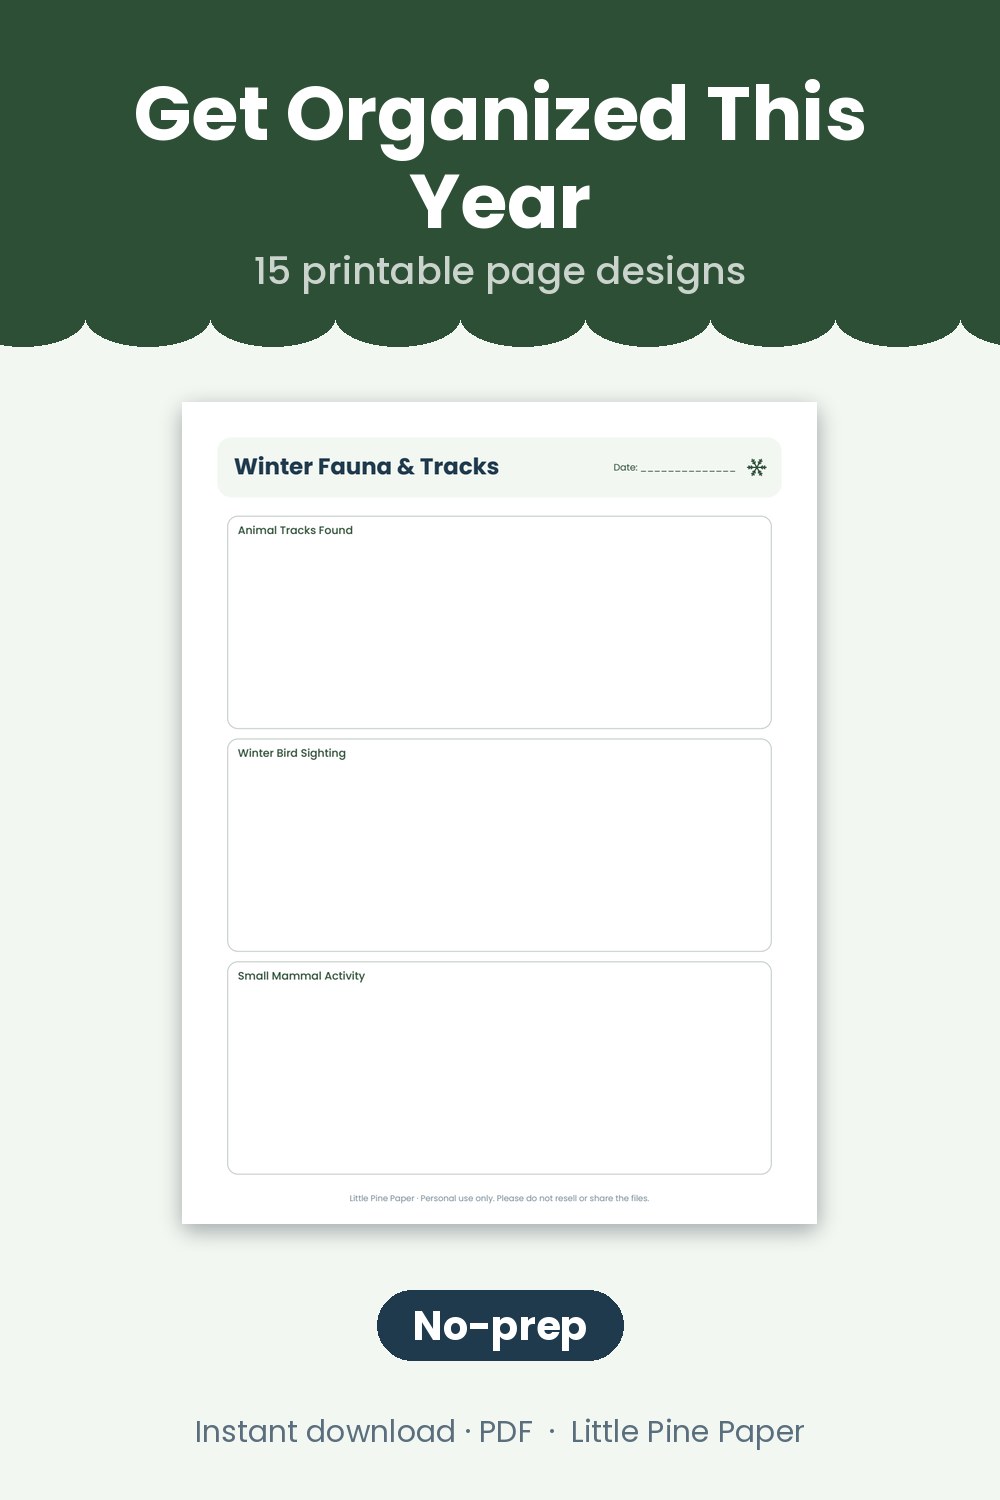 Get Organized This
Year
15 printable page designs
Winter Fauna & Tracks
Date: ______________
Animal Tracks Found
Winter Bird Sighting
Small Mammal Activity
Little Pine Paper · Personal use only. Please do not resell or share the files.
No-prep
Instant download · PDF · Little Pine Paper